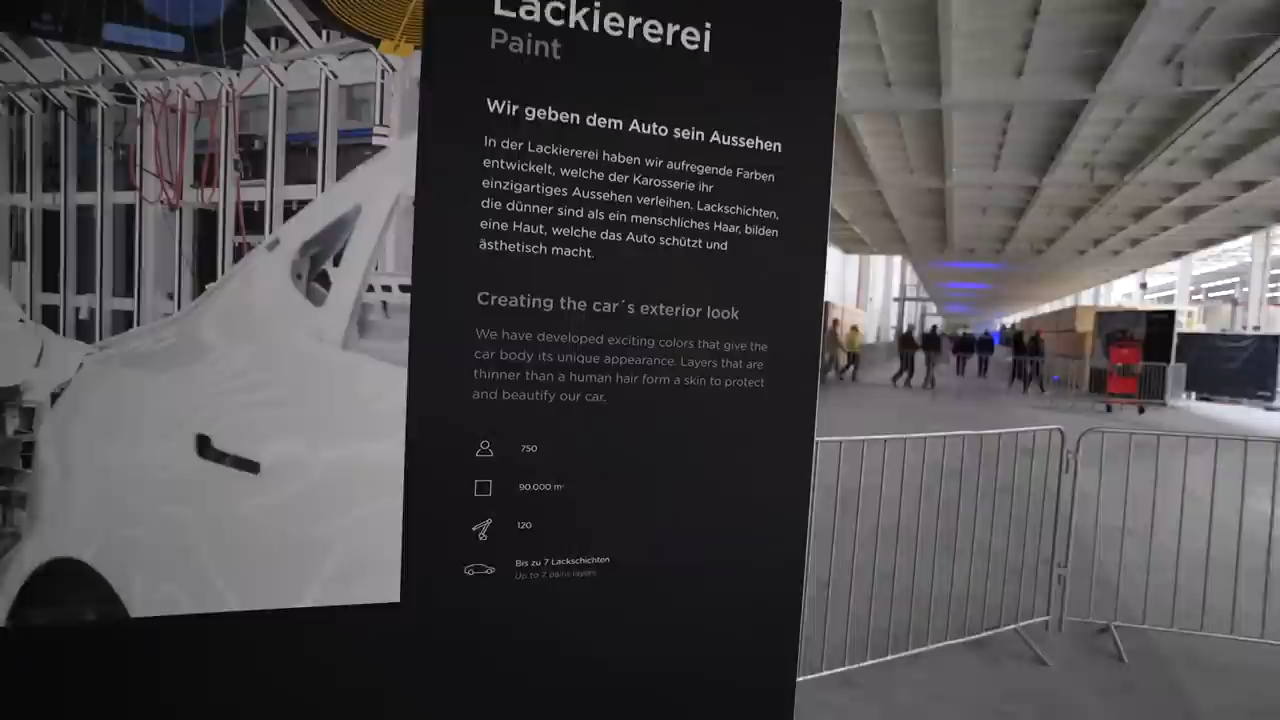 Lackiererei
Paint
Wir geben dem Auto sein Aussehen
In der Lackiererei haben wir aufregende Farben
entwickelt, welche der Karosserie ihr
einzigartiges Aussehen verleihen. Lackschichten,
die dünner sind als ein menschliches Haar, bilden
eine Haut, welche das Auto schützt und
ästhetisch macht.
Creating the car´s exterior look
We have developed exciting colors that give the
car body its unique appearance. Layers that are
thinner than a human hair form a skin to protect
and beautify our car.
750
90.000 m²
120
Bis zu 7 Lackschichten
Up to 7 paint layers